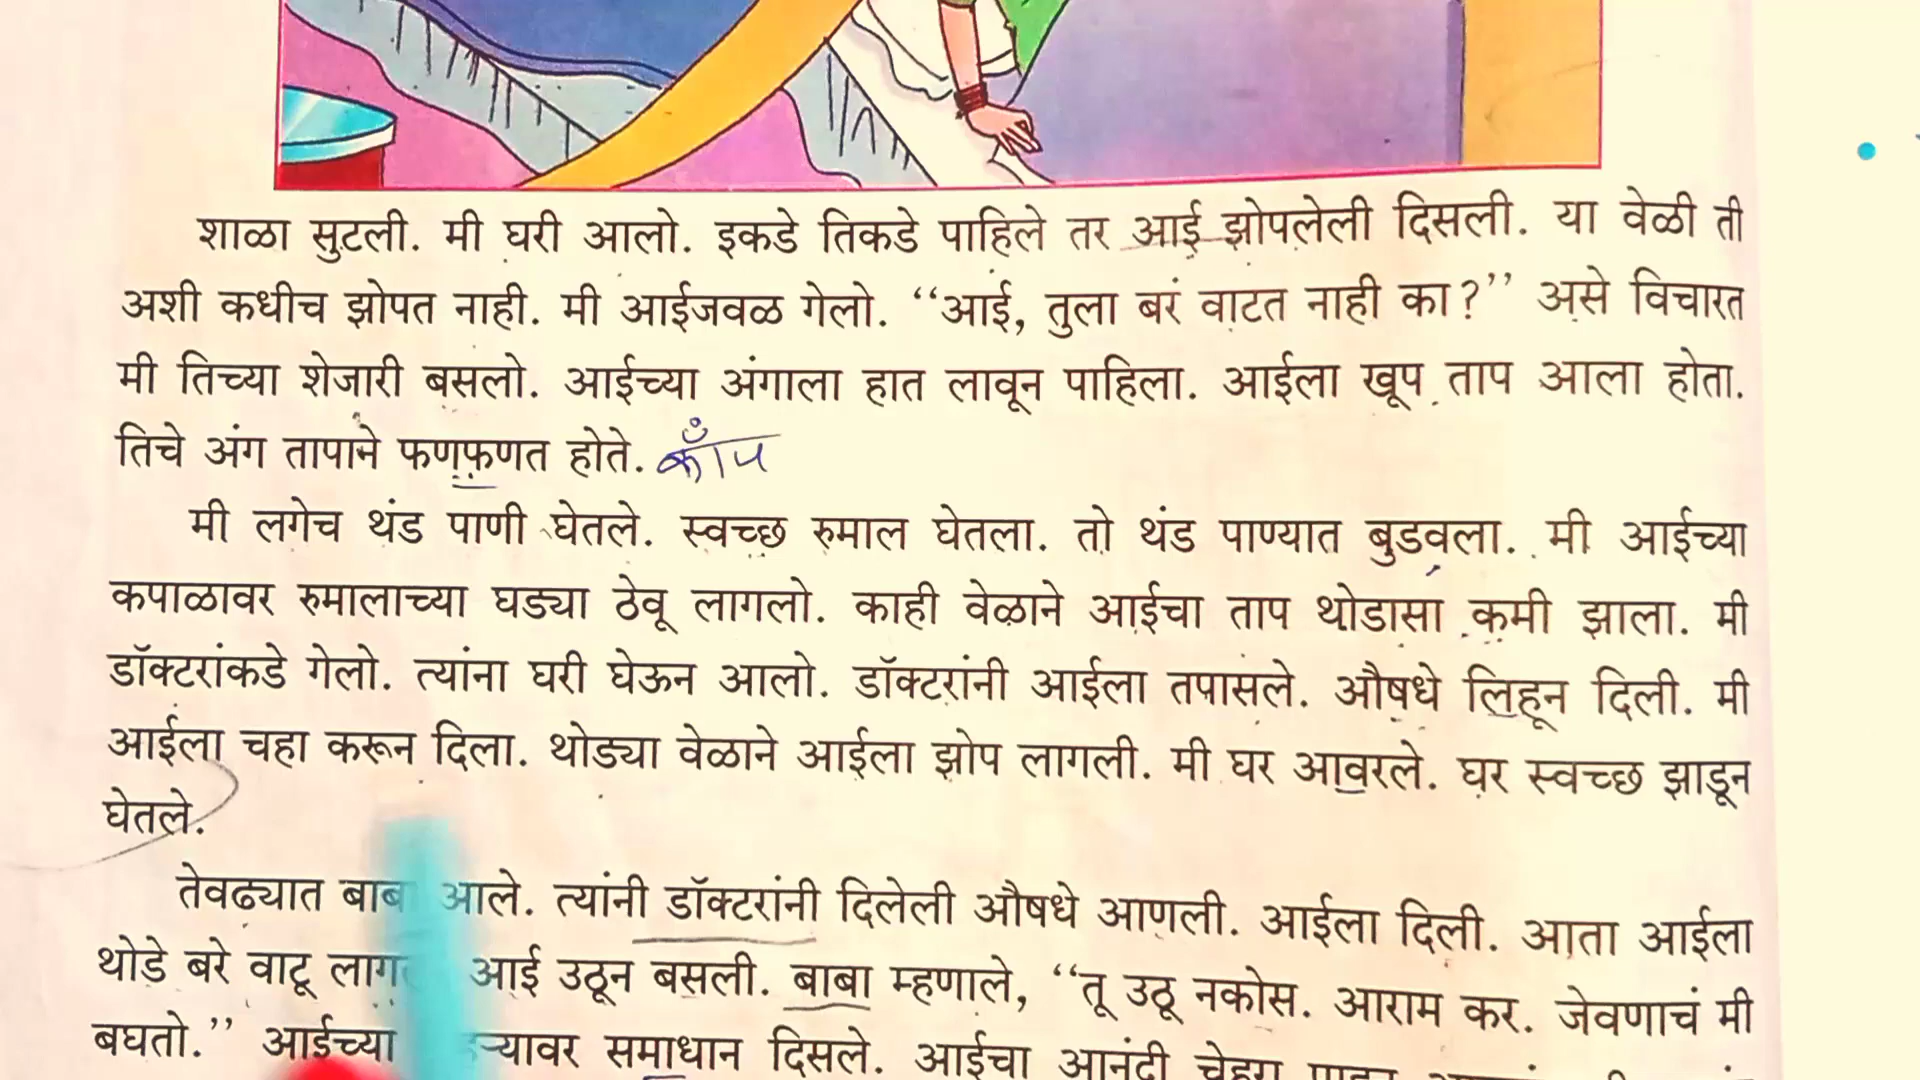 शाळा सुटली. मी घरी आलो. इकडे तिकडे पाहिले तर आई झोपलेली दिसली. या वेळी ती
अशी कधीच झोपत नाही. मी आईजवळ गेलो. “आई, तुला बरं वाटत नाही का?” असे विचारत
मी तिच्या शेजारी बसलो. आईच्या अंगाला हात लावून पाहिला. आईला खूप ताप आला होता.
तिचे अंग तापाने फणफणत होते. काँप
मी लगेच थंड पाणी घेतले. स्वच्छ रुमाल घेतला. तो थंड पाण्यात बुडवला. मी आईच्या
कपाळावर रुमालाच्या घड्या ठेवू लागलो. काही वेळाने आईचा ताप थोडासा कमी झाला. मी
डॉक्टरांकडे गेलो. त्यांना घरी घेऊन आलो. डॉक्टरांनी आईला तपासले. औषधे लिहून दिली. मी
आईला चहा करून दिला. थोड्या वेळाने आईला झोप लागली. मी घर आवरले. घर स्वच्छ झाडून
घेतले.
तेवढ्यात आले. त्यांनी डॉक्टरांनी दिलेली औषधे आणली. आईला दिली. आता आईला
थोडे बरे वाटू आई उठून बसली. बाबा म्हणाले, “तू उठू नकोस. आराम कर. जेवणाचं मी
बघतो.” आईच्या समाधान दिसले. आईचा आनंदी